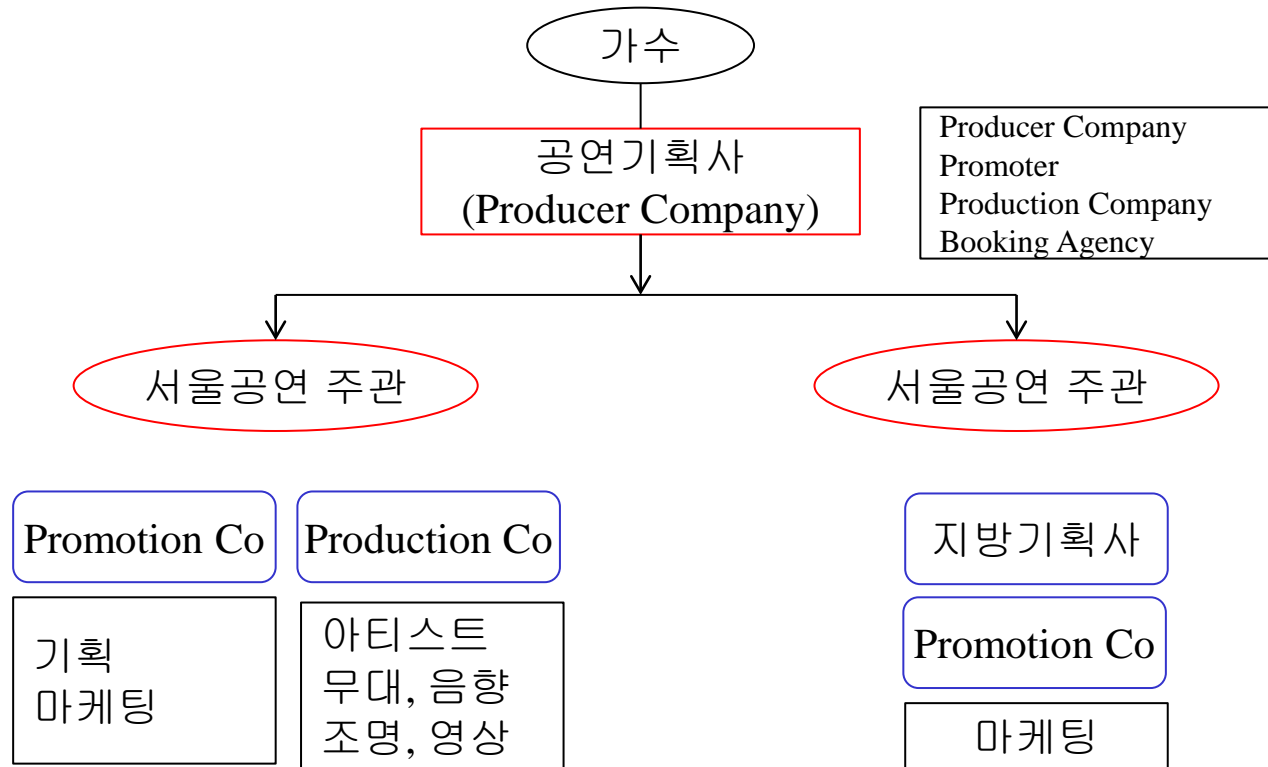 가수
공연기획사
(Producer Company)
Producer Company
Promoter
Production Company
Booking Agency
서울공연 주관
서울공연 주관
Promotion Co
Production Co
지방기획사
기획
마케팅
아티스트
무대, 음향
조명, 영상
Promotion Co
마케팅